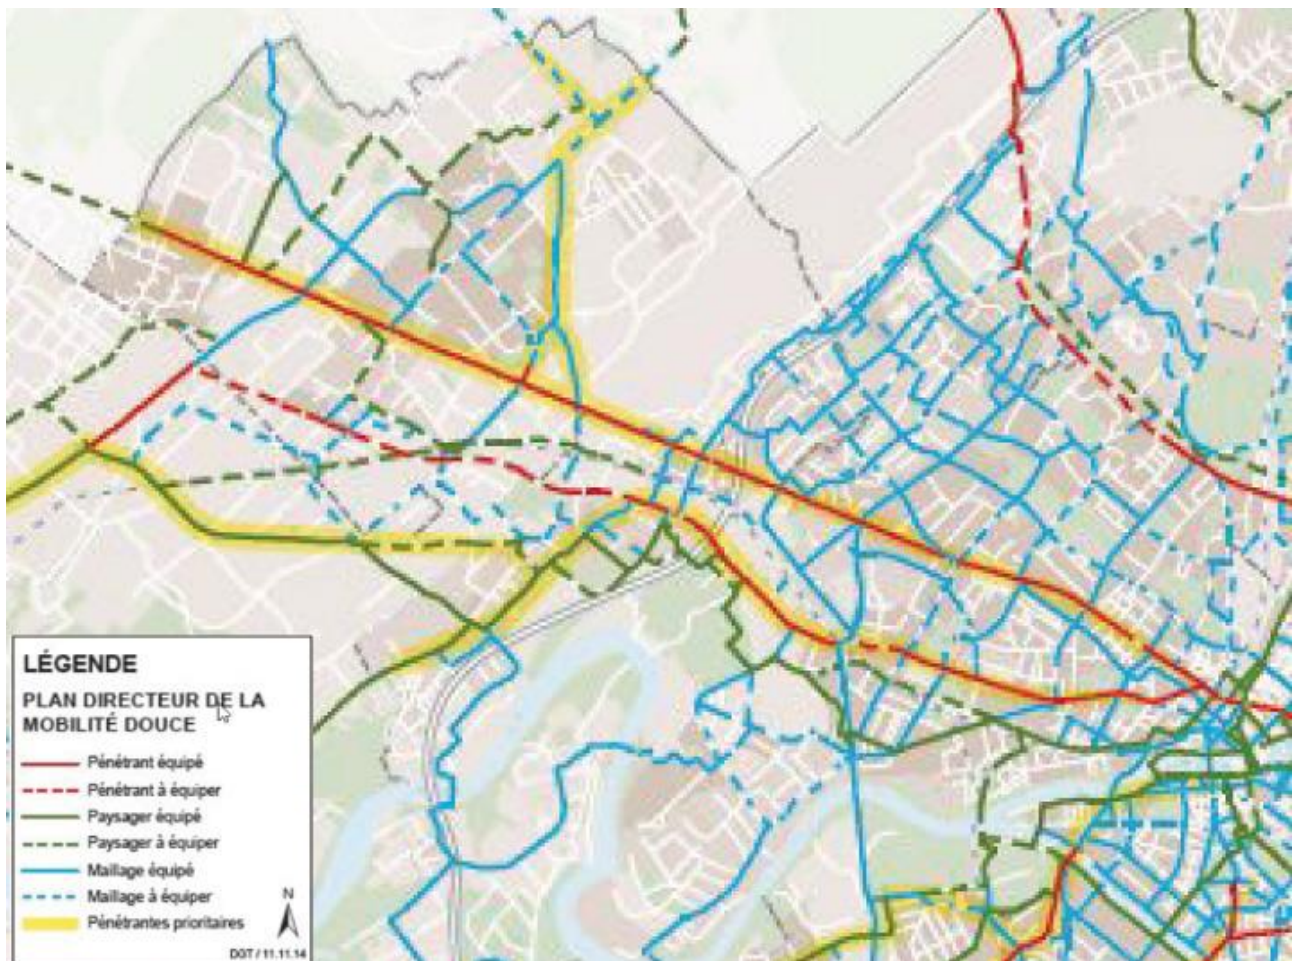 LÉGENDE
PLAN DIRECTEUR DE LA
MOBILITÉ DOUCE
Pénétrant équipé
Pénétrant à équiper
Paysager équipé
Paysager à équiper
Maillage équipé
Maillage à équiper
Pénétrantes prioritaires
N
DGT / 11.11.14